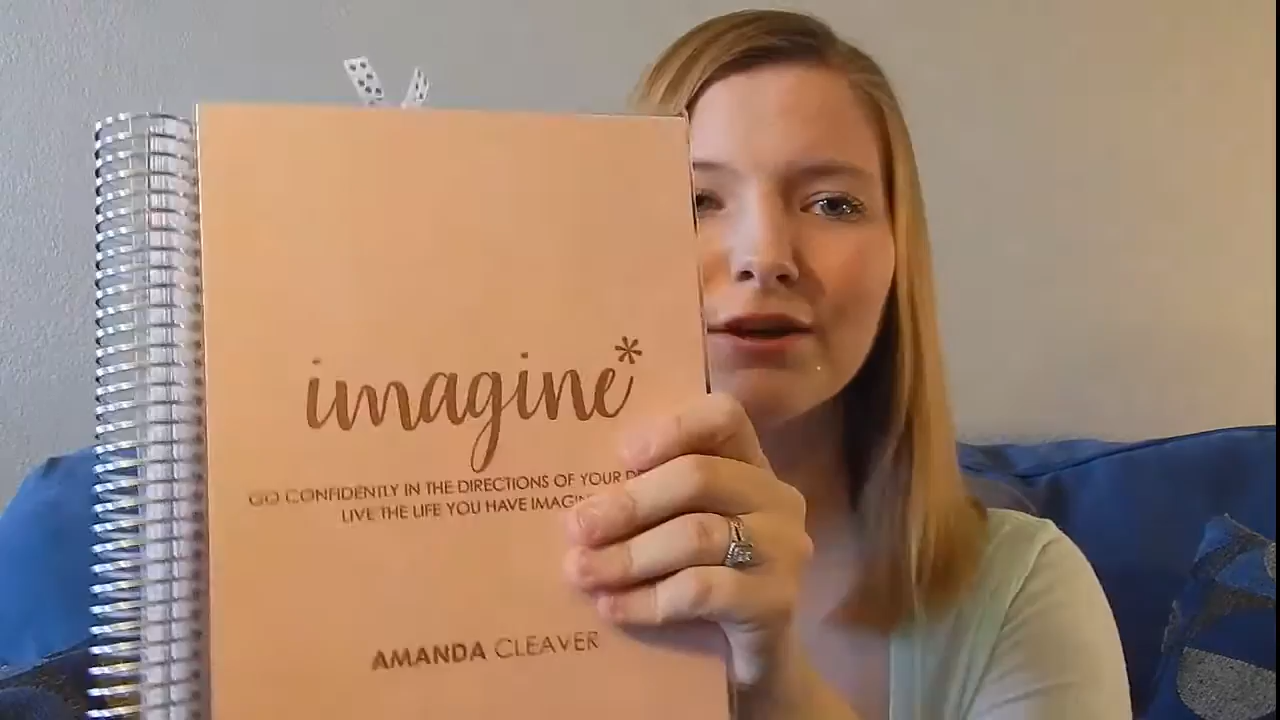 imagine*
GO CONFIDENTLY IN THE DIRECTIONS OF YOUR
LIVE THE LIFE YOU HAVE
AMANDA CLEAVER